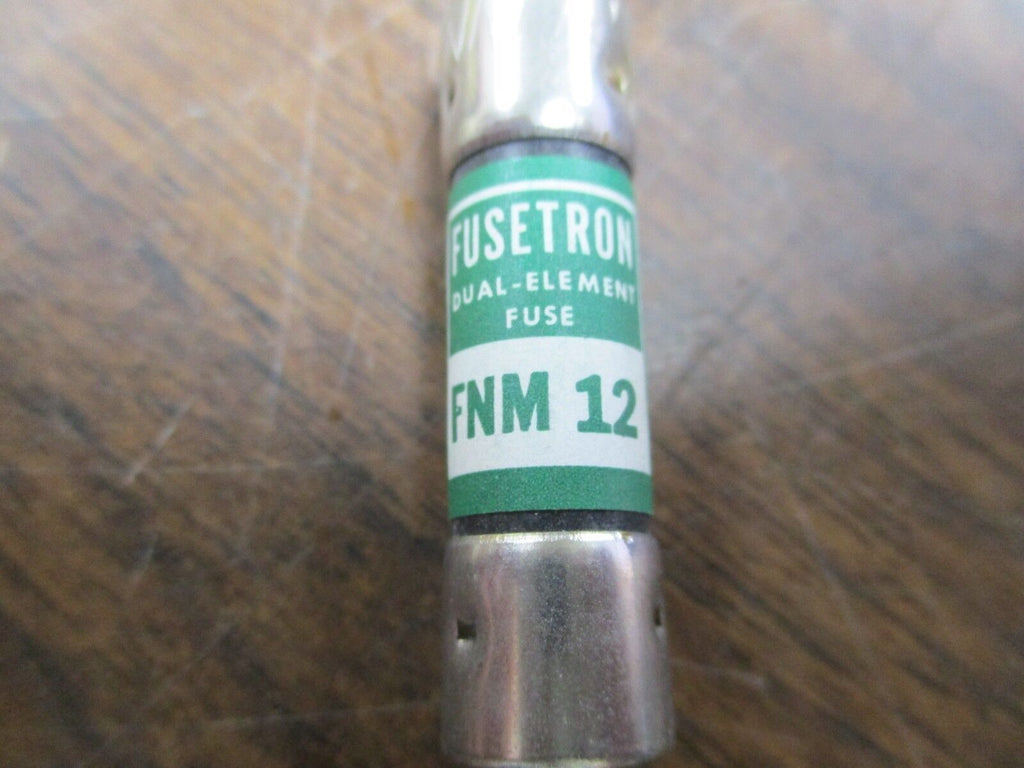 FUSETRON
DUAL-ELEMENT
FUSE
FNM 12